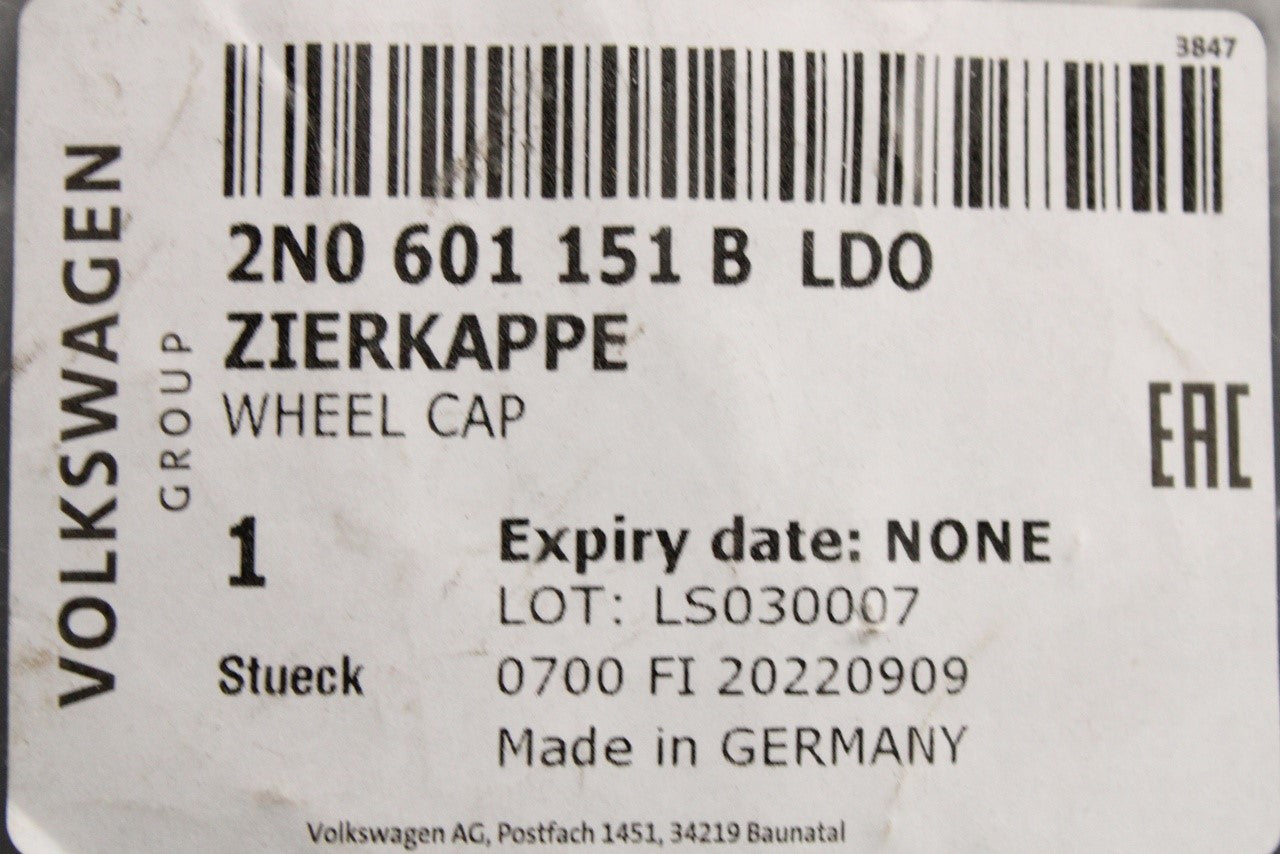 3847
2N0 601 151 B LDO
ZIERKAPPE
WHEEL CAP
VOLKSWAGEN
GROUP
EAC
1
Expiry date: NONE
LOT: LS030007
Stueck
0700 FI 20220909
Made in GERMANY
Volkswagen AG, Postfach 1451, 34219 Baunatal